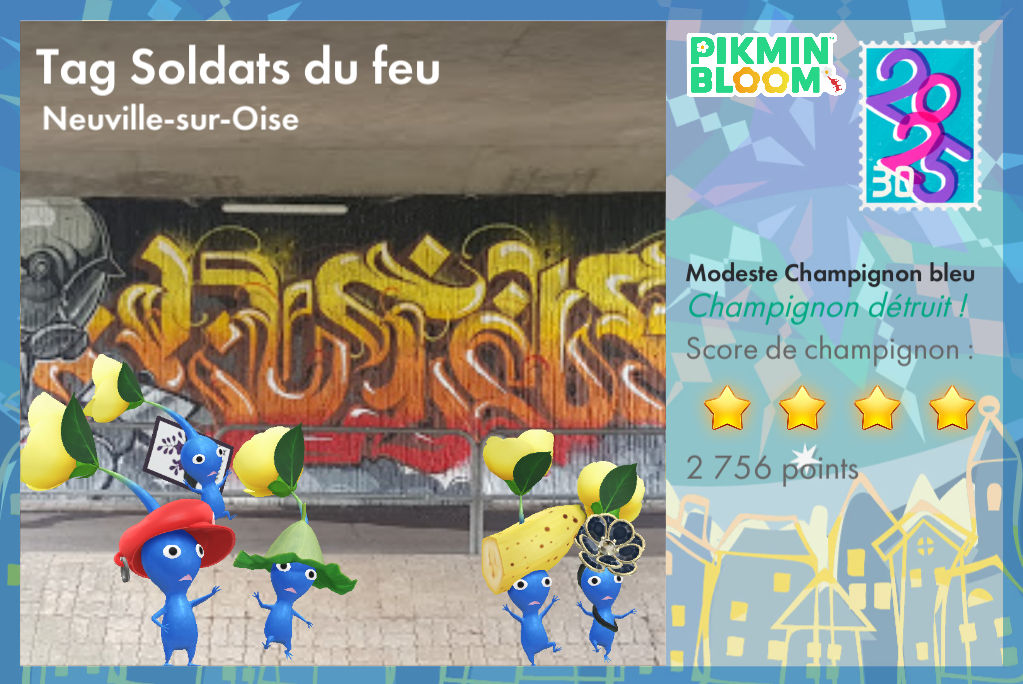 Tag Soldats du feu
Neuville-sur-Oise
PIKMIN
BLOOM
2025
30
Modeste Champignon bleu
Champignon détruit !
Score de champignon :
2 756 points